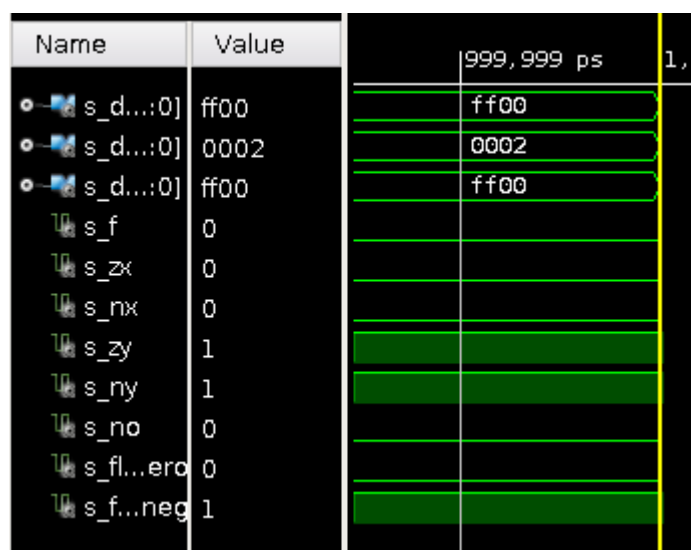 Name Value 999,999 ps 1,
s_d...:0] ff00 ff00
s_d...:0] 0002 0002
s_d...:0] ff00 ff00
s_f 0
s_zx 0
s_nx 0
s_zy 1
s_ny 1
s_no 0
s_fl...ero 0
s_f...neg 1